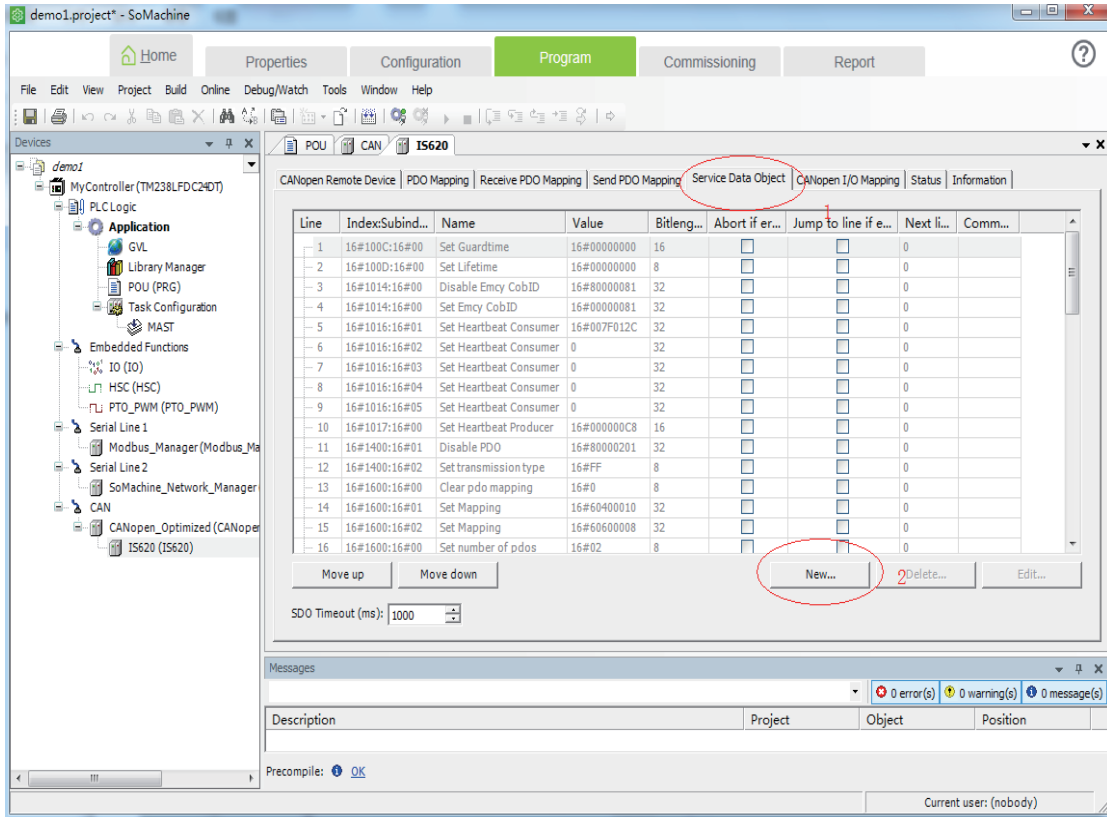 demo1.project* - SoMachine
Home
Properties
Configuration
Program
Commissioning
Report
File Edit View Project Build Online Debug/Watch Tools Window Help
Devices
demo1
MyController (TM238LFDC24DT)
PLC Logic
Application
GVL
Library Manager
POU (PRG)
Task Configuration
MAST
Embedded Functions
IO (IO)
HSC (HSC)
PTO_PWM (PTO_PWM)
Serial Line 1
Modbus_Manager (Modbus_Ma
Serial Line 2
SoMachine_Network_Manager
CAN
CANopen_Optimized (CANoper
IS620 (IS620)
POU CAN IS620
CANopen Remote Device PDO Mapping Receive PDO Mapping Send PDO Mapping Service Data Object CANopen I/O Mapping Status Information
1
Line Index:Subind... Name Value Bitleng... Abort if er... Jump to line if e... Next li... Comm...
1 16#100C:16#00 Set Guardtime 16#00000000 16 0
2 16#100D:16#00 Set Lifetime 16#00000000 8 0
3 16#1014:16#00 Disable Emcy CobID 16#80000081 32 0
4 16#1014:16#00 Set Emcy CobID 16#00000081 32 0
5 16#1016:16#01 Set Heartbeat Consumer 16#007F012C 32 0
6 16#1016:16#02 Set Heartbeat Consumer 0 32 0
7 16#1016:16#03 Set Heartbeat Consumer 0 32 0
8 16#1016:16#04 Set Heartbeat Consumer 0 32 0
9 16#1016:16#05 Set Heartbeat Consumer 0 32 0
10 16#1017:16#00 Set Heartbeat Producer 16#000000C8 16 0
11 16#1400:16#01 Disable PDO 16#80000201 32 0
12 16#1400:16#02 Set transmission type 16#FF 8 0
13 16#1600:16#00 Clear pdo mapping 16#0 8 0
14 16#1600:16#01 Set Mapping 16#60400010 32 0
15 16#1600:16#02 Set Mapping 16#60600008 32 0
16 16#1600:16#00 Set number of pdos 16#02 8 0
Move up Move down New... 2 Delete... Edit...
SDO Timeout (ms): 1000
Messages
0 error(s) 0 warning(s) 0 message(s)
Description Project Object Position
Precompile: OK
Current user: (nobody)